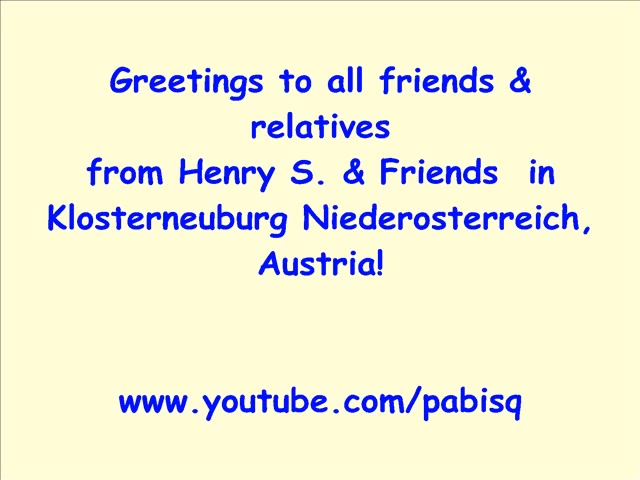 Greetings to all friends &
relatives
from Henry S. & Friends  in
Klosterneuburg Niederosterreich,
Austria!
www.youtube.com/pabisq